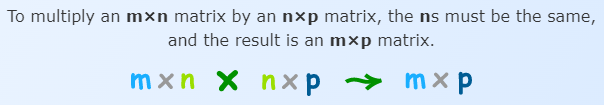 To multiply an m×n matrix by an n×p matrix, the ns must be the same,
and the result is an m×p matrix.
m × n × n × p → m × p